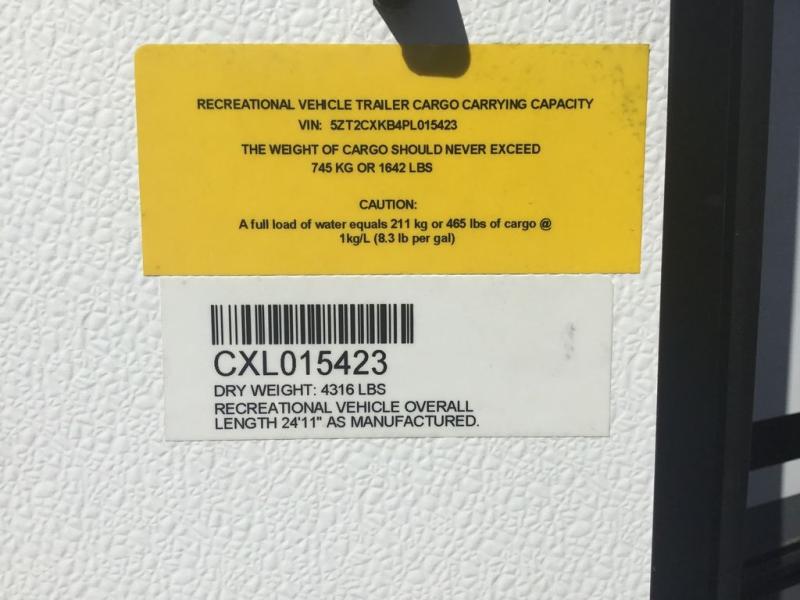 RECREATIONAL VEHICLE TRAILER CARGO CARRYING CAPACITY
VIN: 5ZT2CXKB4PL015423
THE WEIGHT OF CARGO SHOULD NEVER EXCEED
745 KG OR 1642 LBS
CAUTION:
A full load of water equals 211 kg or 465 lbs of cargo @
1kg/L (8.3 lb per gal)
CXL015423
DRY WEIGHT: 4316 LBS
RECREATIONAL VEHICLE OVERALL
LENGTH 24'11" AS MANUFACTURED.